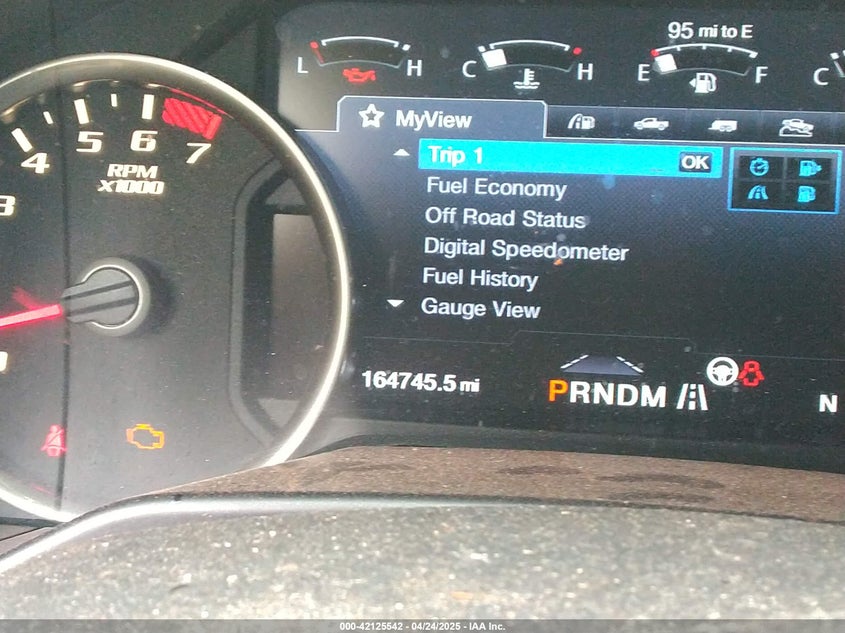 95 mi to E
L H C H E F C
MyView
Trip 1 OK
Fuel Economy
Off Road Status
Digital Speedometer
Fuel History
Gauge View
164745.5 mi
PRNDM
N
3 4 5 6 7
RPM
x1000
000-42125542 - 04/24/2025 - IAA Inc.